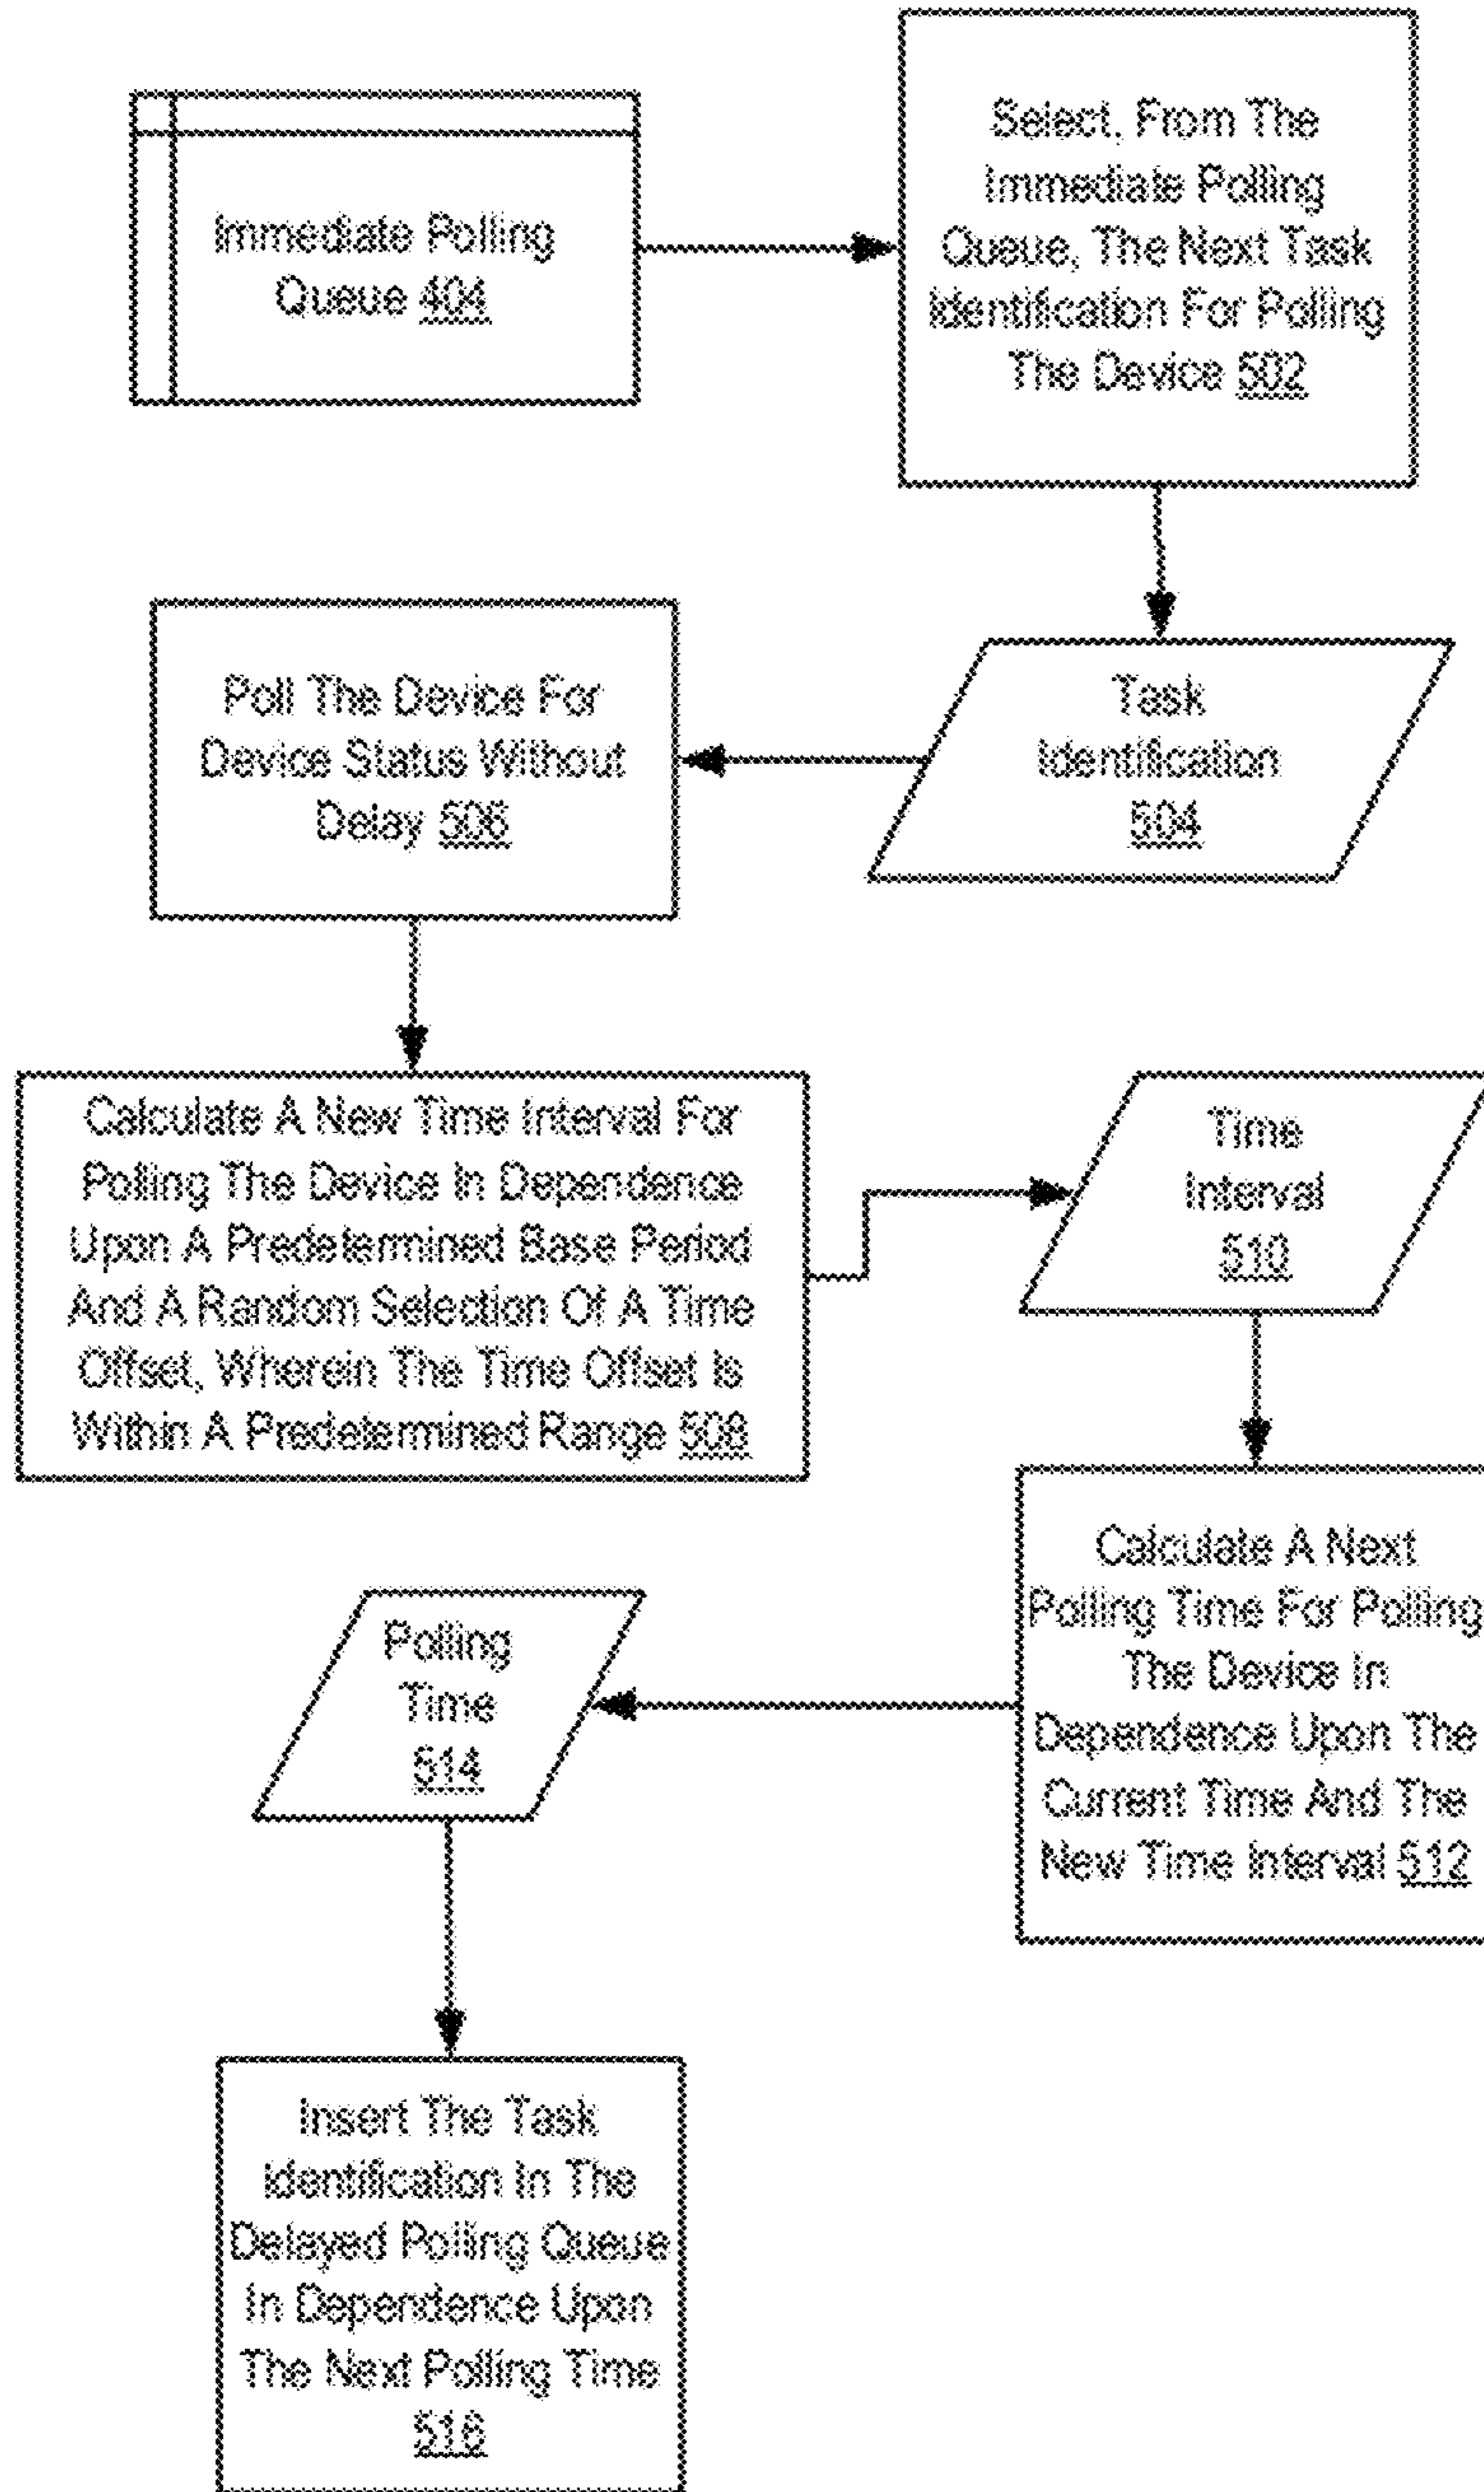 Immediate Polling
Queue 404
Select, From The
Immediate Polling
Queue, The Next Task
Identification For Polling
The Device 502
Task
Identification
504
Poll The Device For
Device Status Without
Delay 506
Calculate A New Time Interval For
Polling The Device In Dependence
Upon A Predetermined Base Period
And A Random Selection Of A Time
Offset, Wherein The Time Offset Is
Within A Predetermined Range 508
Time
Interval
510
Calculate A Next
Polling Time For Polling
The Device In
Dependence Upon The
Current Time And The
New Time Interval 512
Polling
Time
514
Insert The Task
Identification In The
Delayed Polling Queue
In Dependence Upon
The Next Polling Time
516